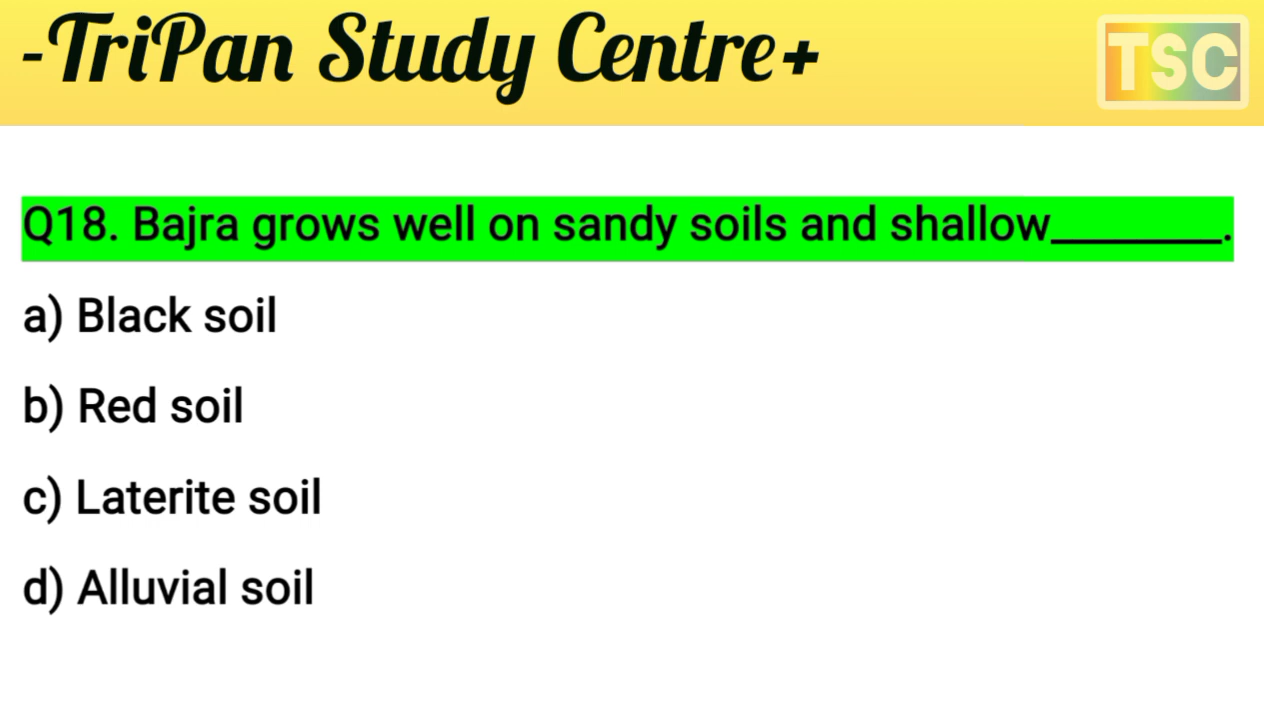 -TriPan Study Centre+
TSC
Q18. Bajra grows well on sandy soils and shallow________.
a) Black soil
b) Red soil
c) Laterite soil
d) Alluvial soil